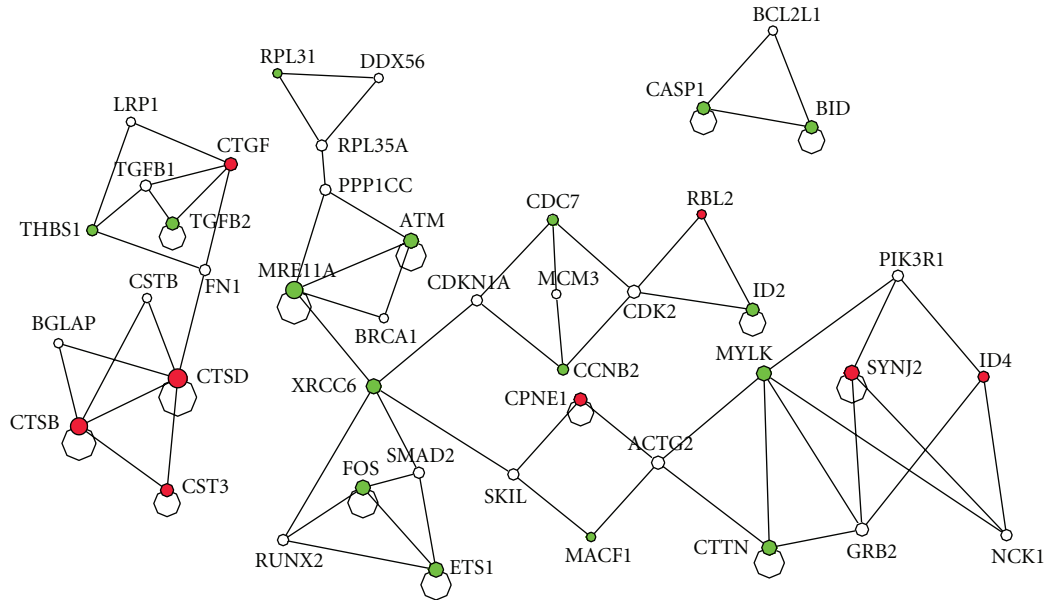 BCL2L1
RPL31
DDX56
CASP1
BID
LRP1
CTGF
RPL35A
TGFB1
PPP1CC
THBS1
TGFB2
ATM
CDC7
RBL2
MRE11A
FN1
CSTB
CDKN1A
MCM3
CDK2
ID2
PIK3R1
BGLAP
BRCA1
CTSD
XRCC6
CCNB2
MYLK
SYNJ2
ID4
CPNE1
CTSB
SMAD2
ACTG2
FOS
CST3
SKIL
RUNX2
ETS1
MACF1
CTTN
GRB2
NCK1